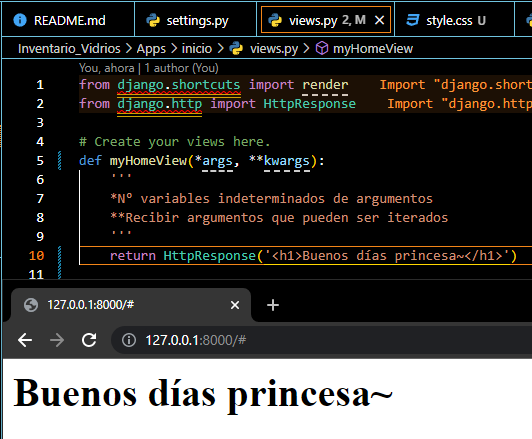 README.md settings.py views.py 2, M style.css U
Inventario_Vidrios > Apps > inicio > views.py > myHomeView
You, ahora | 1 author (You)
1 from django.shortcuts import render Import "django.short
2 from django.http import HttpResponse Import "django.http
3
4 # Create your views here.
5 def myHomeView(*args, **kwargs):
6 '''
7 *Nº variables indeterminados de argumentos
8 **Recibir argumentos que pueden ser iterados
9 '''
10 return HttpResponse('<h1>Buenos días princesa~</h1>')
11
127.0.0.1:8000/#
127.0.0.1:8000/#
Buenos días princesa~